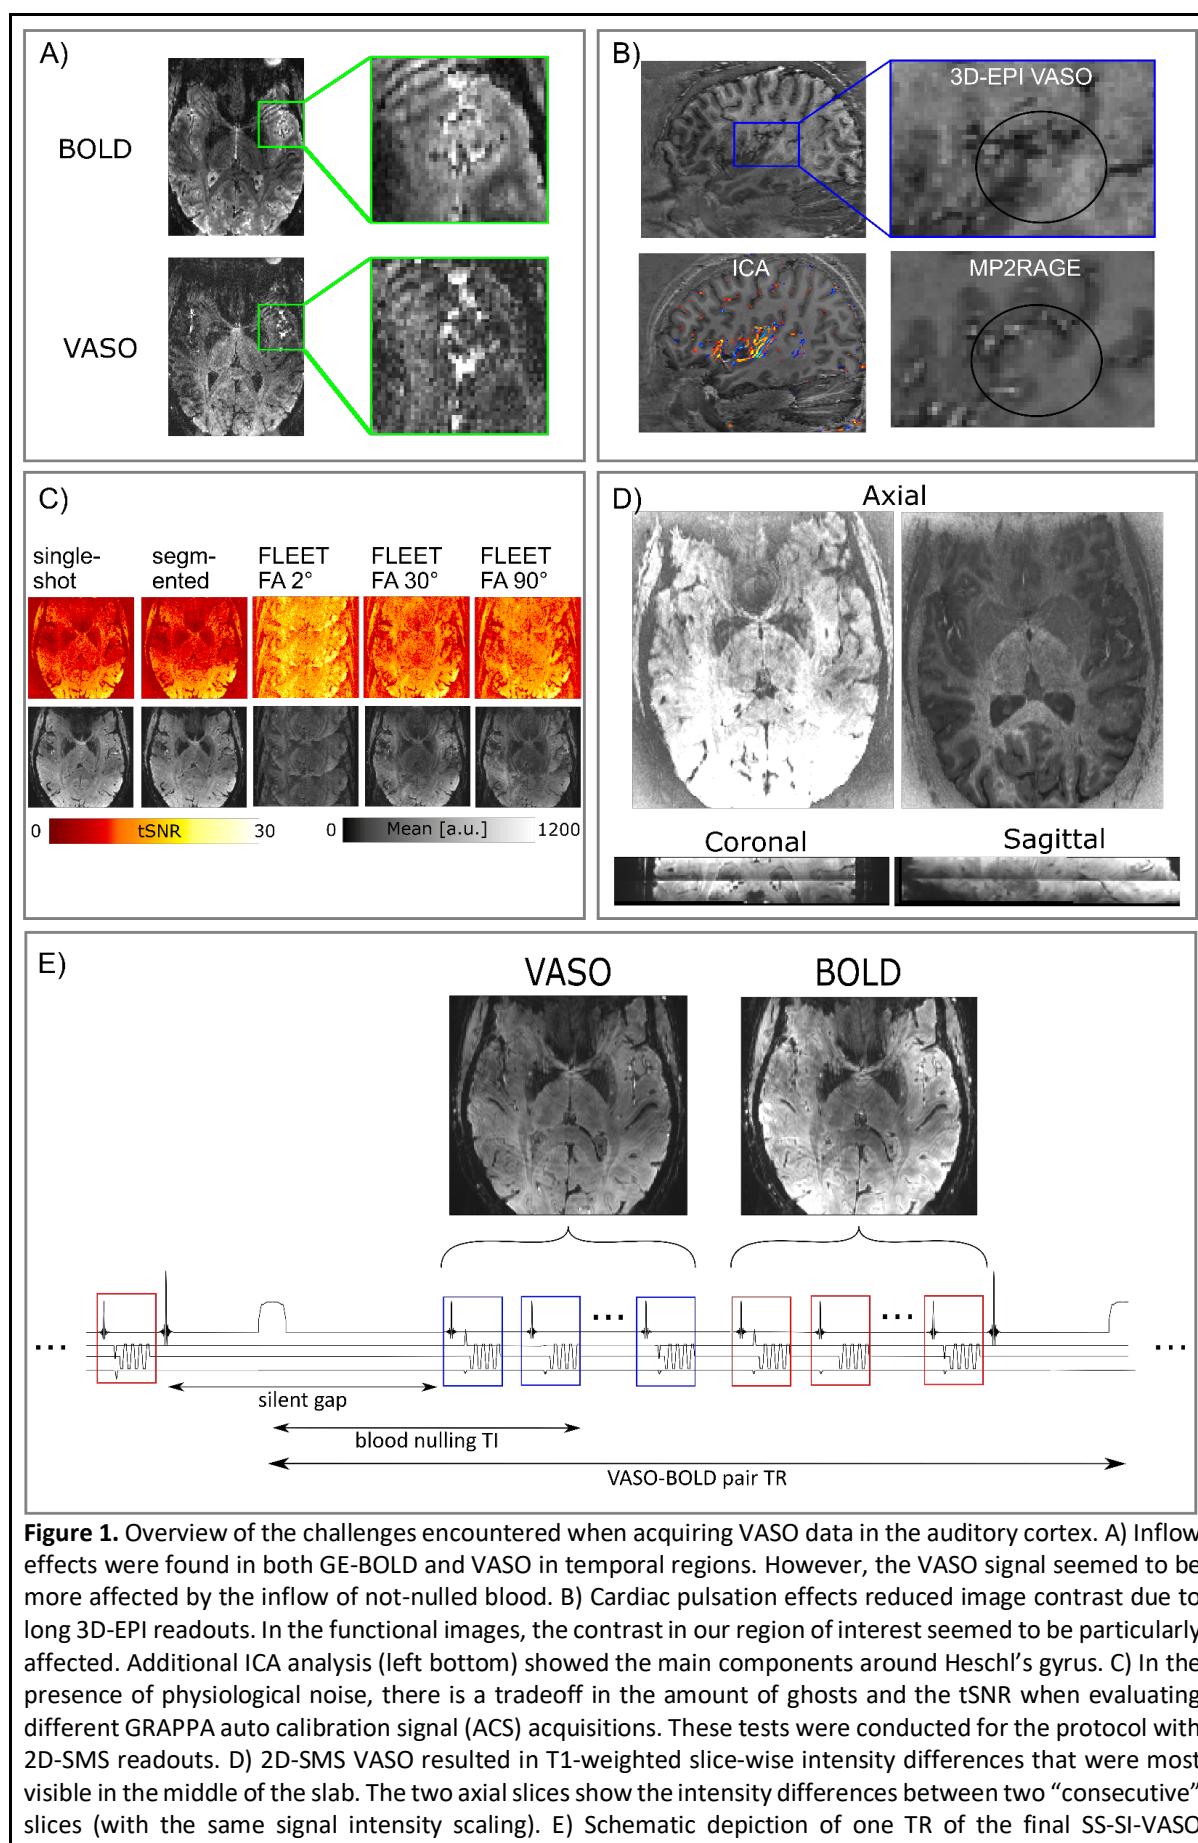 A)
BOLD
VASO
B)
3D-EPI VASO
ICA
MP2RAGE
C)
single-
shot
segm-
ented
FLEET
FA 2°
FLEET
FA 30°
FLEET
FA 90°
0
tSNR
30
0
Mean [a.u.]
1200
D)
Axial
Coronal
Sagittal
E)
VASO
BOLD
...
...
...
...
silent gap
blood nulling TI
VASO-BOLD pair TR
Figure 1. Overview of the challenges encountered when acquiring VASO data in the auditory cortex. A) Inflow
effects were found in both GE-BOLD and VASO in temporal regions. However, the VASO signal seemed to be
more affected by the inflow of not-nulled blood. B) Cardiac pulsation effects reduced image contrast due to
long 3D-EPI readouts. In the functional images, the contrast in our region of interest seemed to be particularly
affected. Additional ICA analysis (left bottom) showed the main components around Heschl's gyrus. C) In the
presence of physiological noise, there is a tradeoff in the amount of ghosts and the tSNR when evaluating
different GRAPPA auto calibration signal (ACS) acquisitions. These tests were conducted for the protocol with
2D-SMS readouts. D) 2D-SMS VASO resulted in T1-weighted slice-wise intensity differences that were most
visible in the middle of the slab. The two axial slices show the intensity differences between two “consecutive”
slices (with the same signal intensity scaling). E) Schematic depiction of one TR of the final SS-SI-VASO